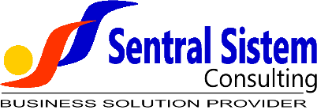 Sentral Sistem
Consulting
BUSINESS SOLUTION PROVIDER